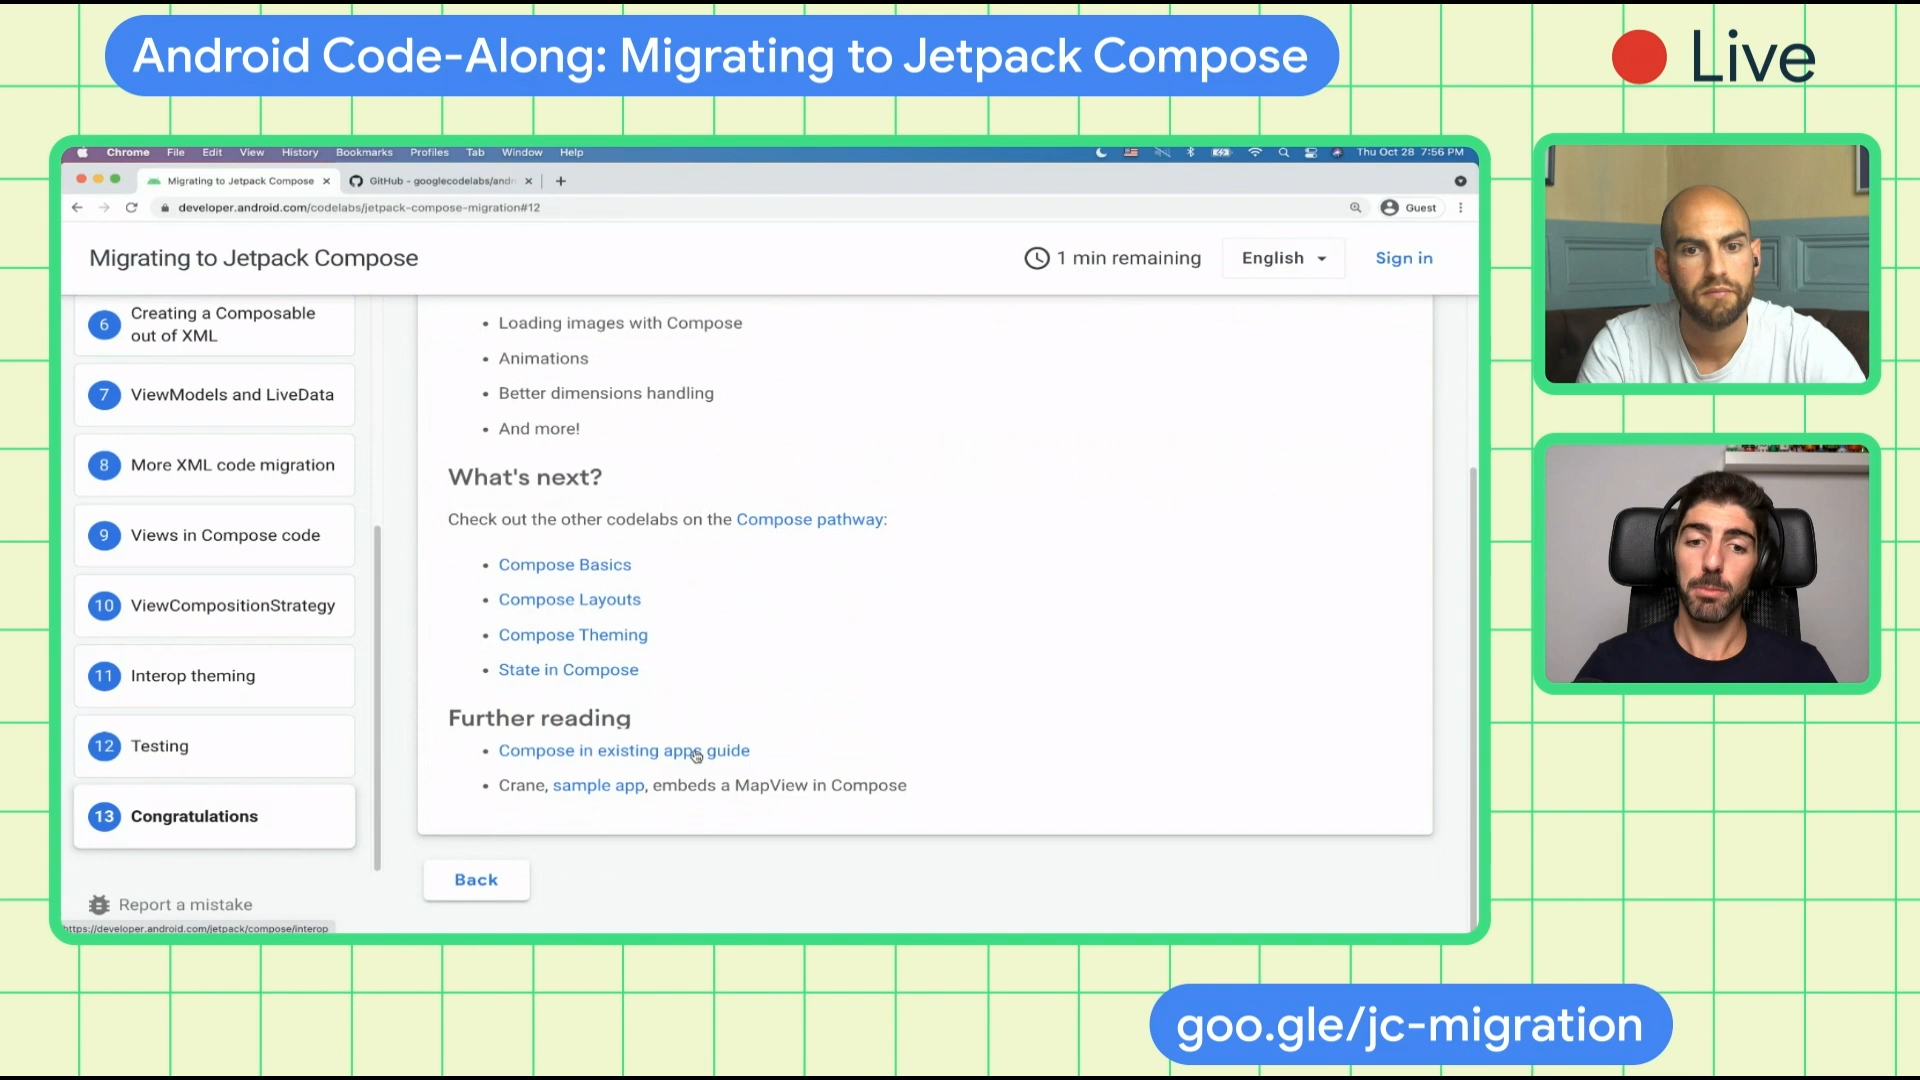 Android Code-Along: Migrating to Jetpack Compose
Live
Chrome File Edit View History Bookmarks Profiles Tab Window Help
Thu Oct 28 7:56 PM
Migrating to Jetpack Compose
GitHub - googlecodelabs/andr
developer.android.com/codelabs/jetpack-compose-migration#12
Guest
Migrating to Jetpack Compose
1 min remaining
English
Sign in
6 Creating a Composable
out of XML
7 ViewModels and LiveData
8 More XML code migration
9 Views in Compose code
10 ViewCompositionStrategy
11 Interop theming
12 Testing
13 Congratulations
Report a mistake
https://developer.android.com/jetpack/compose/interop
• Loading images with Compose
• Animations
• Better dimensions handling
• And more!
What's next?
Check out the other codelabs on the Compose pathway:
• Compose Basics
• Compose Layouts
• Compose Theming
• State in Compose
Further reading
• Compose in existing apps guide
• Crane, sample app, embeds a MapView in Compose
Back
goo.gle/jc-migration